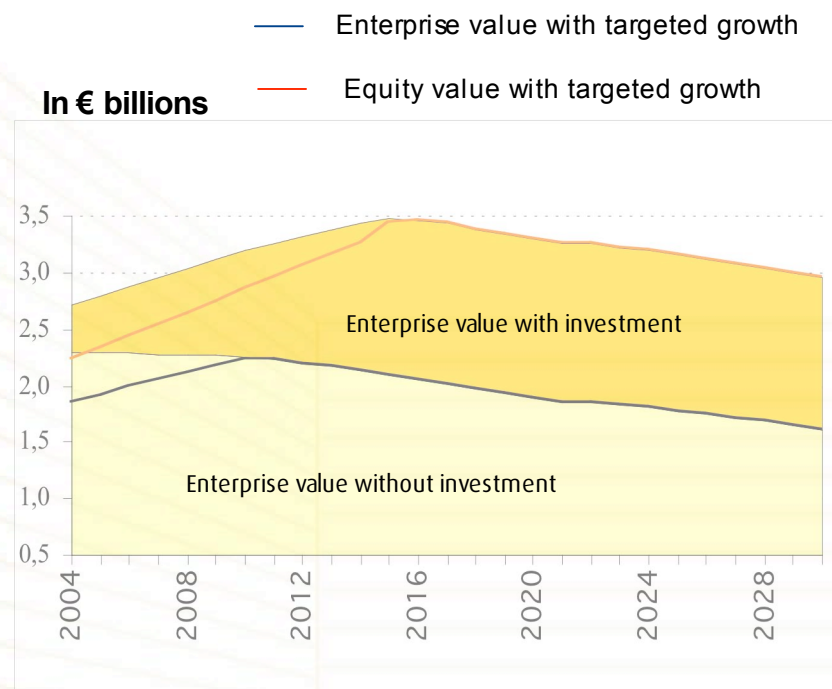 Enterprise value with targeted growth
Equity value with targeted growth
In € billions
3,5
3,0
2,5
2,0
1,5
1,0
0,5
Enterprise value with investment
Enterprise value without investment
2004 2008 2012 2016 2020 2024 2028